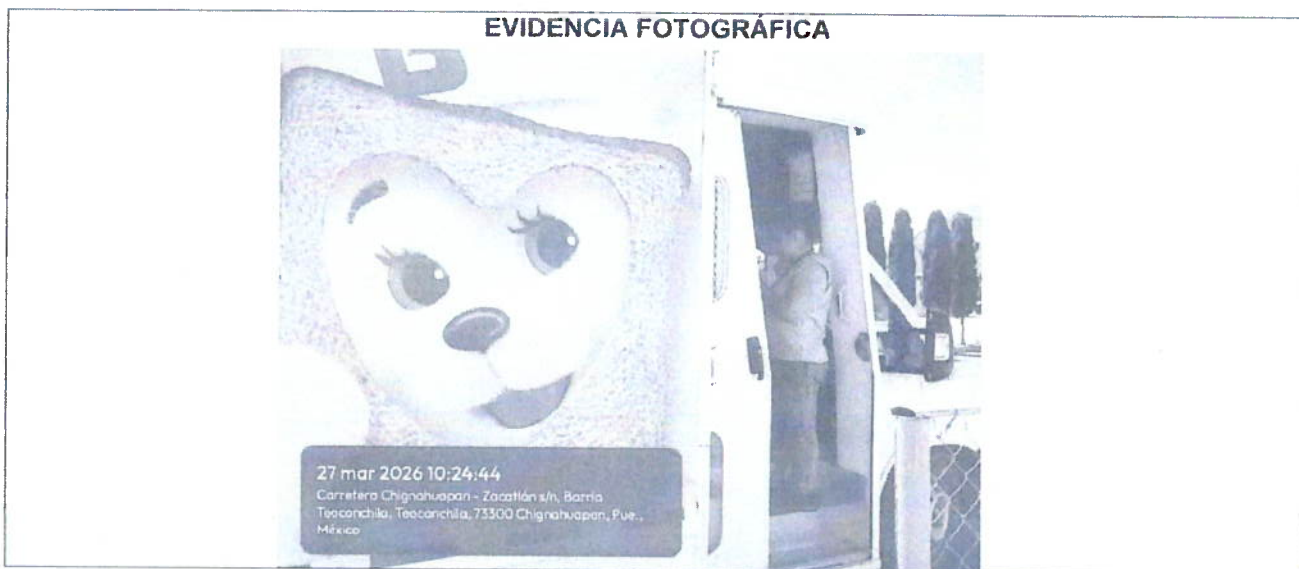 EVIDENCIA FOTOGRÁFICA
27 mar 2026 10:24:44
Carretera Chignahuapan - Zacatlán s/n, Barrio
Teoconchila, Teoconchila, 73300 Chignahuapan, Pue.,
México